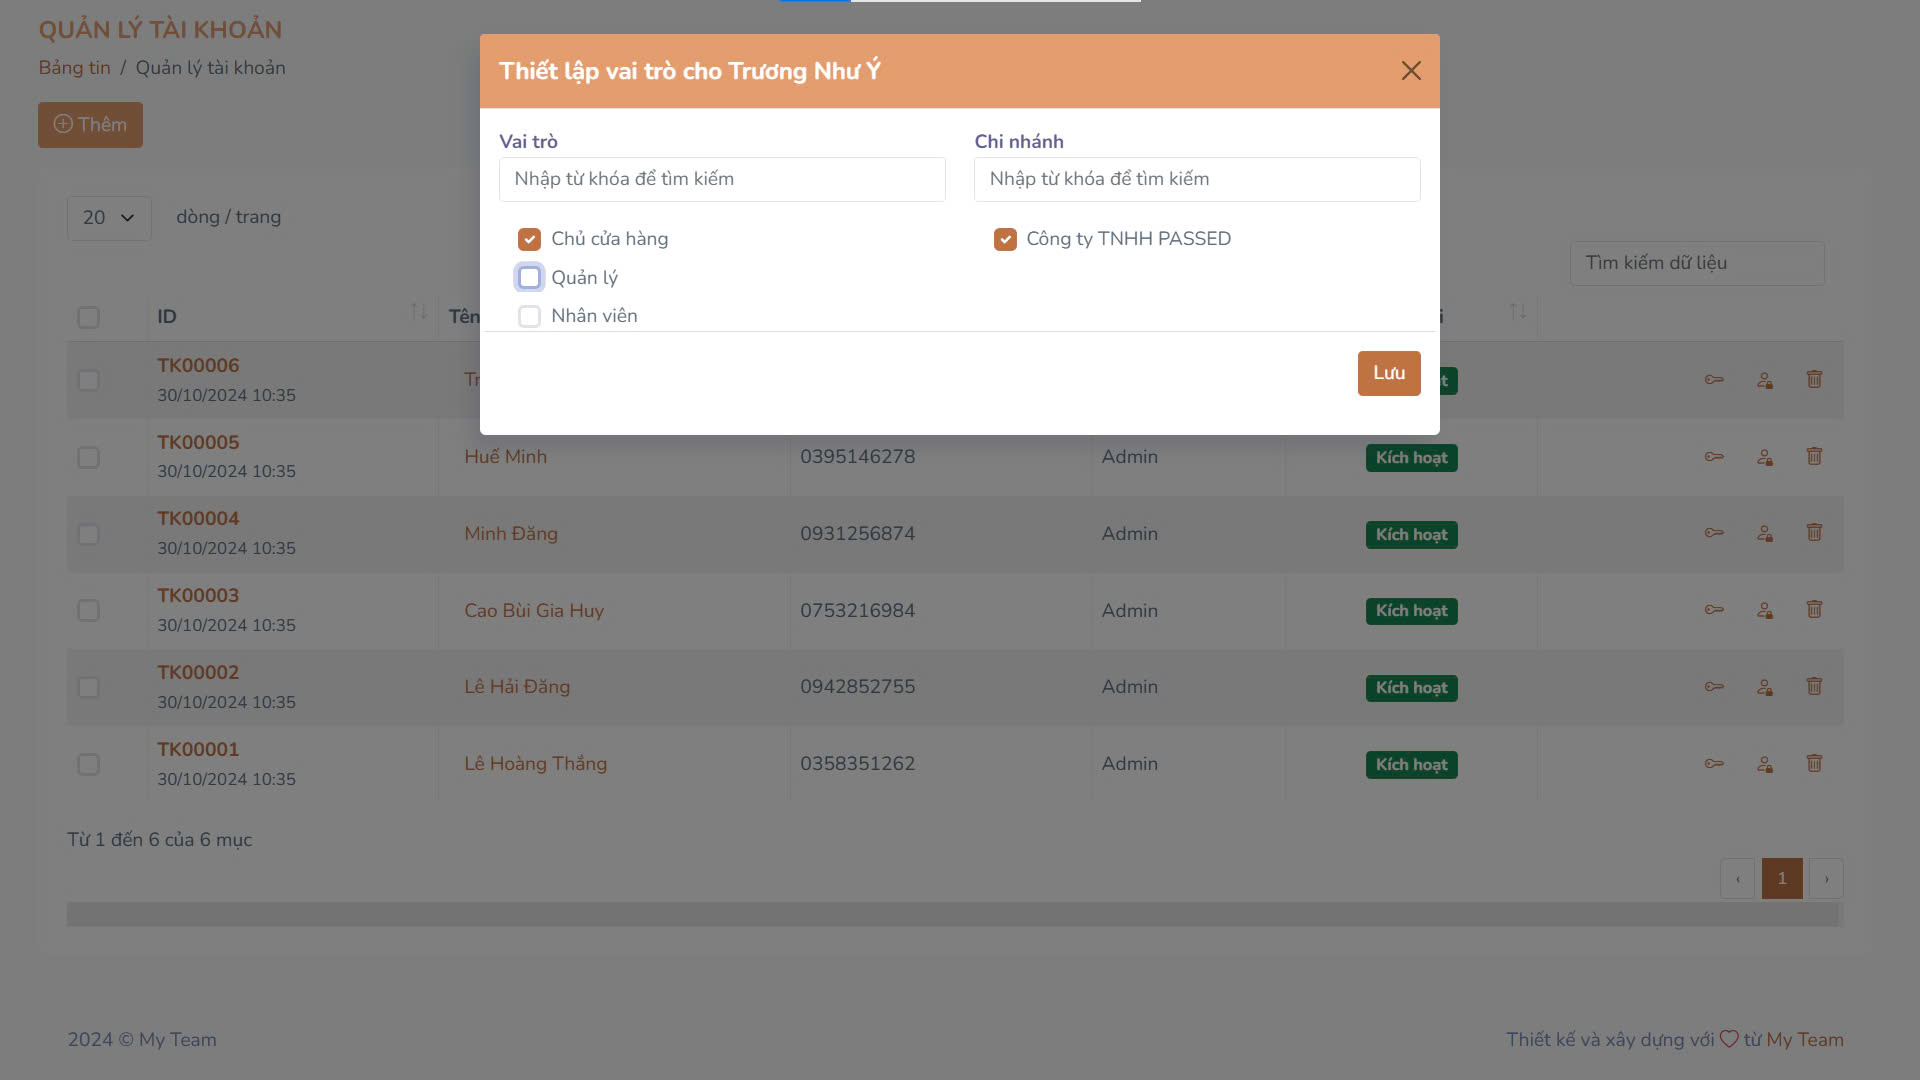 QUẢN LÝ TÀI KHOẢN
Bảng tin / Quản lý tài khoản
Thêm
20 dòng / trang
Tìm kiếm dữ liệu
Thiết lập vai trò cho Trương Như Ý
Vai trò
Chi nhánh
Nhập từ khóa để tìm kiếm
Nhập từ khóa để tìm kiếm
Chủ cửa hàng
Công ty TNHH PASSED
Quản lý
Nhân viên
Lưu
ID Tên
TK00006
30/10/2024 10:35
TK00005
30/10/2024 10:35
Huế Minh 0395146278 Admin Kích hoạt
TK00004
30/10/2024 10:35
Minh Đăng 0931256874 Admin Kích hoạt
TK00003
30/10/2024 10:35
Cao Bùi Gia Huy 0753216984 Admin Kích hoạt
TK00002
30/10/2024 10:35
Lê Hải Đăng 0942852755 Admin Kích hoạt
TK00001
30/10/2024 10:35
Lê Hoàng Thắng 0358351262 Admin Kích hoạt
Từ 1 đến 6 của 6 mục
‹ 1 ›
2024 © My Team
Thiết kế và xây dựng với ♡ từ My Team